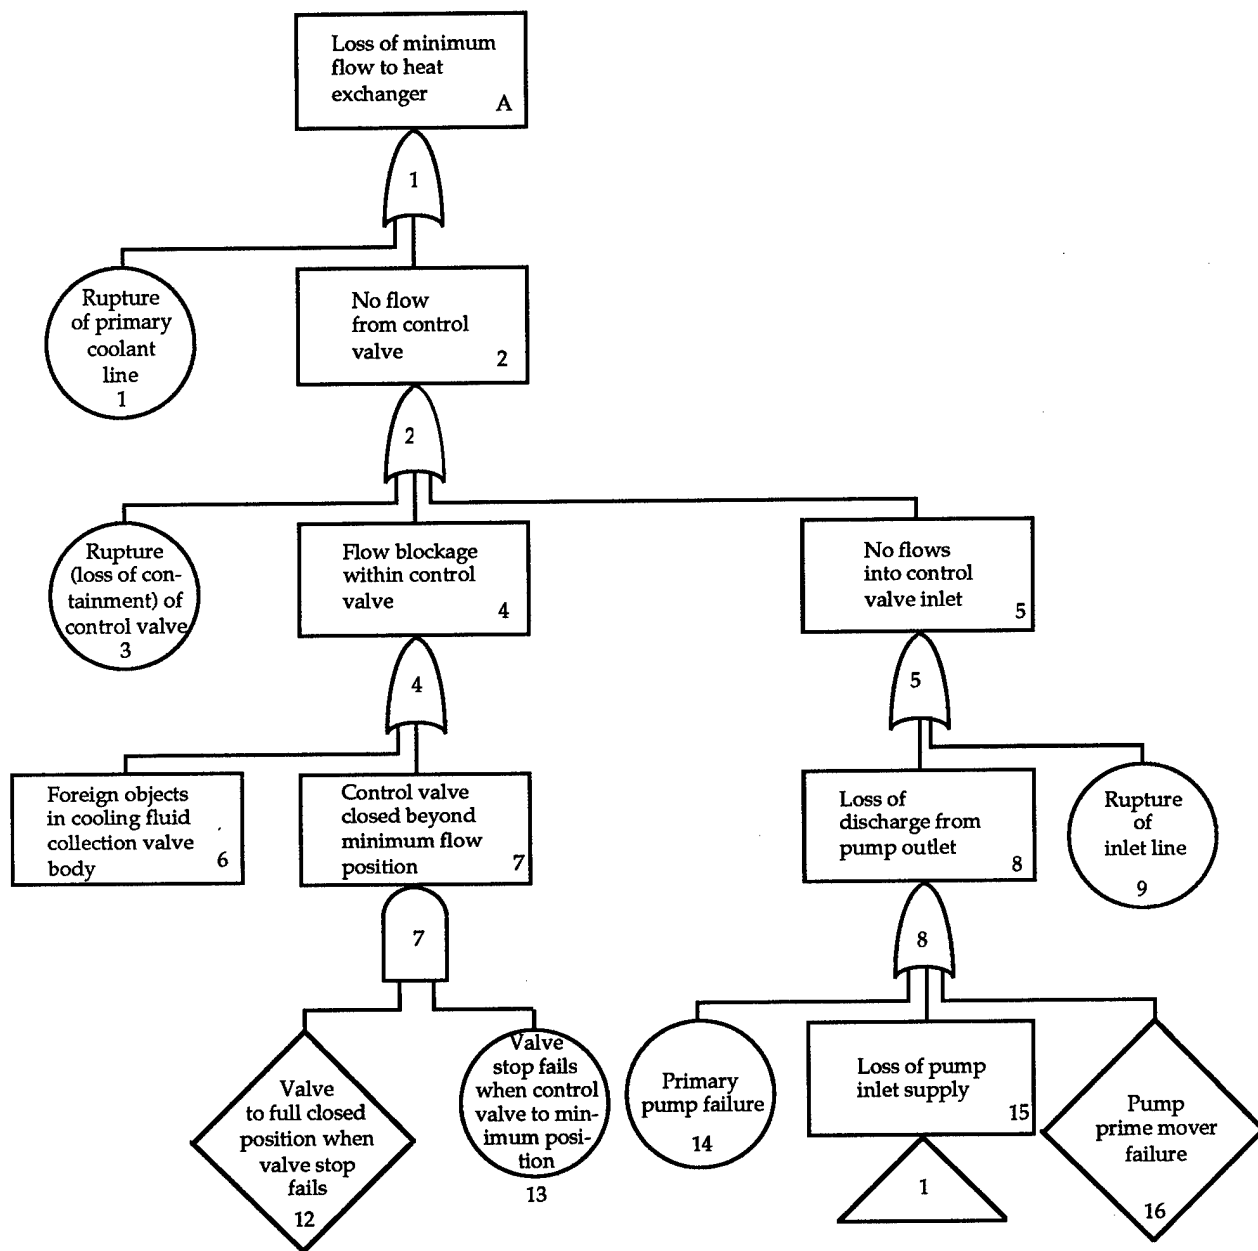 Loss of minimum
flow to heat
exchanger
A
1
Rupture
of primary
coolant
line
1
No flow
from control
valve
2
2
Rupture
(loss of con-
tainment) of
control valve
3
Flow blockage
within control
valve
4
No flows
into control
valve inlet
5
4
5
Foreign objects
in cooling fluid
collection valve
body
6
Control valve
closed beyond
minimum flow
position
7
Loss of
discharge from
pump outlet
8
Rupture
of
inlet line
9
7
8
Valve
to full closed
position when
valve stop
fails
12
Valve
stop fails
when control
valve to min-
imum posi-
tion
13
Primary
pump failure
14
Loss of pump
inlet supply
15
1
Pump
prime mover
failure
16